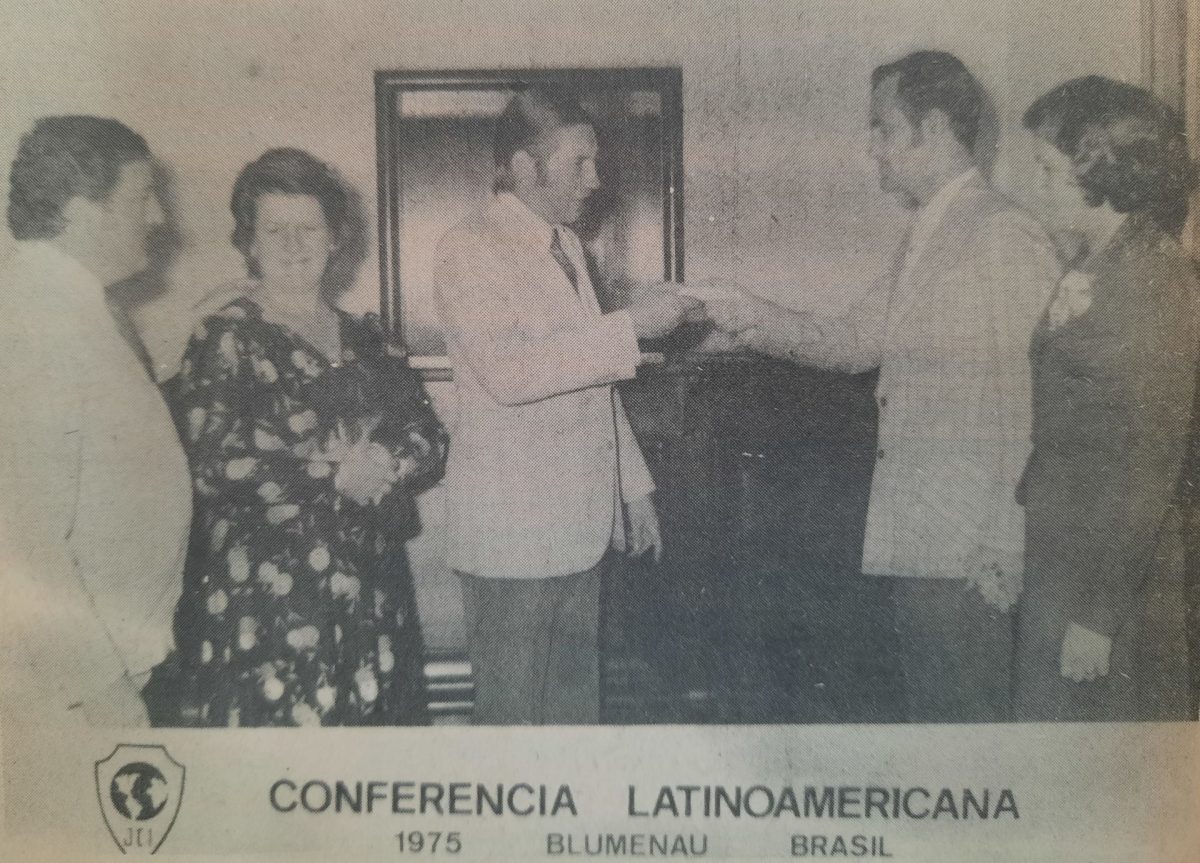 JCI
CONFERENCIA LATINOAMERICANA
1975 BLUMENAU BRASIL